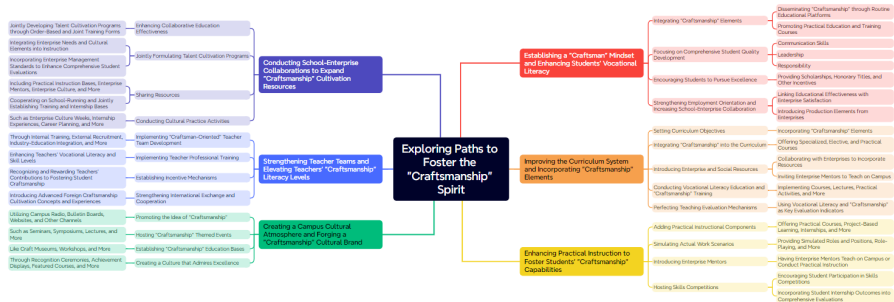 Exploring Paths to
Foster the
"Craftsmanship"
Spirit
Establishing a "Craftsman" Mindset
and Enhancing Students' Vocational
Literacy
Integrating "Craftsmanship" Elements
Disseminating "Craftsmanship" through Routine
Educational Platforms
Promoting Practical Education and Training
Courses
Focusing on Comprehensive Student Quality
Development
Communication Skills
Leadership
Responsibility
Encouraging Students to Pursue Excellence
Providing Scholarships, Honorary Titles, and
Other Incentives
Strengthening Employment Orientation and
Increasing School-Enterprise Collaboration
Linking Educational Effectiveness with
Enterprise Satisfaction
Introducing Production Elements from
Enterprises
Improving the Curriculum System
and Incorporating "Craftsmanship"
Elements
Setting Curriculum Objectives
Incorporating "Craftsmanship" Elements
Integrating "Craftsmanship" into the Curriculum
Offering Specialized, Elective, and Practical
Courses
Introducing Enterprise and Social Resources
Collaborating with Enterprises to Incorporate
Resources
Inviting Enterprise Mentors to Teach on Campus
Conducting Vocational Literacy Education and
"Craftsmanship" Training
Implementing Courses, Lectures, Practical
Activities, and More
Perfecting Teaching Evaluation Mechanisms
Using Vocational Literacy and "Craftsmanship"
as Key Evaluation Indicators
Enhancing Practical Instruction to
Foster Students' "Craftsmanship"
Capabilities
Adding Practical Instructional Components
Offering Practical Courses, Project-Based
Learning, Internships, and More
Simulating Actual Work Scenarios
Providing Simulated Roles and Positions, Role-
Playing, and More
Introducing Enterprise Mentors
Having Enterprise Mentors Teach on Campus or
Conduct Practical Instruction
Hosting Skills Competitions
Encouraging Student Participation in Skills
Competitions
Incorporating Student Internship Outcomes into
Comprehensive Evaluations
Conducting School-Enterprise
Collaborations to Expand
"Craftsmanship" Cultivation
Resources
Enhancing Collaborative Education
Effectiveness
Jointly Developing Talent Cultivation Programs
through Order-Based and Joint Training Forms
Jointly Formulating Talent Cultivation Programs
Integrating Enterprise Needs and Cultural
Elements into Instruction
Incorporating Enterprise Management
Standards to Enhance Comprehensive Student
Evaluations
Sharing Resources
Including Practical Instruction Bases, Enterprise
Mentors, Enterprise Culture, and More
Cooperating on School-Running and Jointly
Establishing Training and Internship Bases
Conducting Cultural Practice Activities
Such as Enterprise Culture Weeks, Internship
Experiences, Career Planning, and More
Strengthening Teacher Teams and
Elevating Teachers' "Craftsmanship"
Literacy Levels
Implementing "Craftsman-Oriented" Teacher
Team Development
Through Internal Training, External Recruitment,
Industry-Education Integration, and More
Implementing Teacher Professional Training
Enhancing Teachers' Vocational Literacy and
Skill Levels
Establishing Incentive Mechanisms
Recognizing and Rewarding Teachers'
Contributions to Fostering Student
Craftsmanship
Strengthening International Exchange and
Cooperation
Introducing Advanced Foreign Craftsmanship
Cultivation Concepts and Experiences
Creating a Campus Cultural
Atmosphere and Forging a
"Craftsmanship" Cultural Brand
Promoting the Idea of "Craftsmanship"
Utilizing Campus Radio, Bulletin Boards,
Websites, and Other Channels
Hosting "Craftsmanship" Themed Events
Such as Seminars, Symposiums, Lectures, and
More
Establishing "Craftsmanship" Education Bases
Like Craft Museums, Workshops, and More
Creating a Culture that Admires Excellence
Through Recognition Ceremonies, Achievement
Displays, Featured Courses, and More